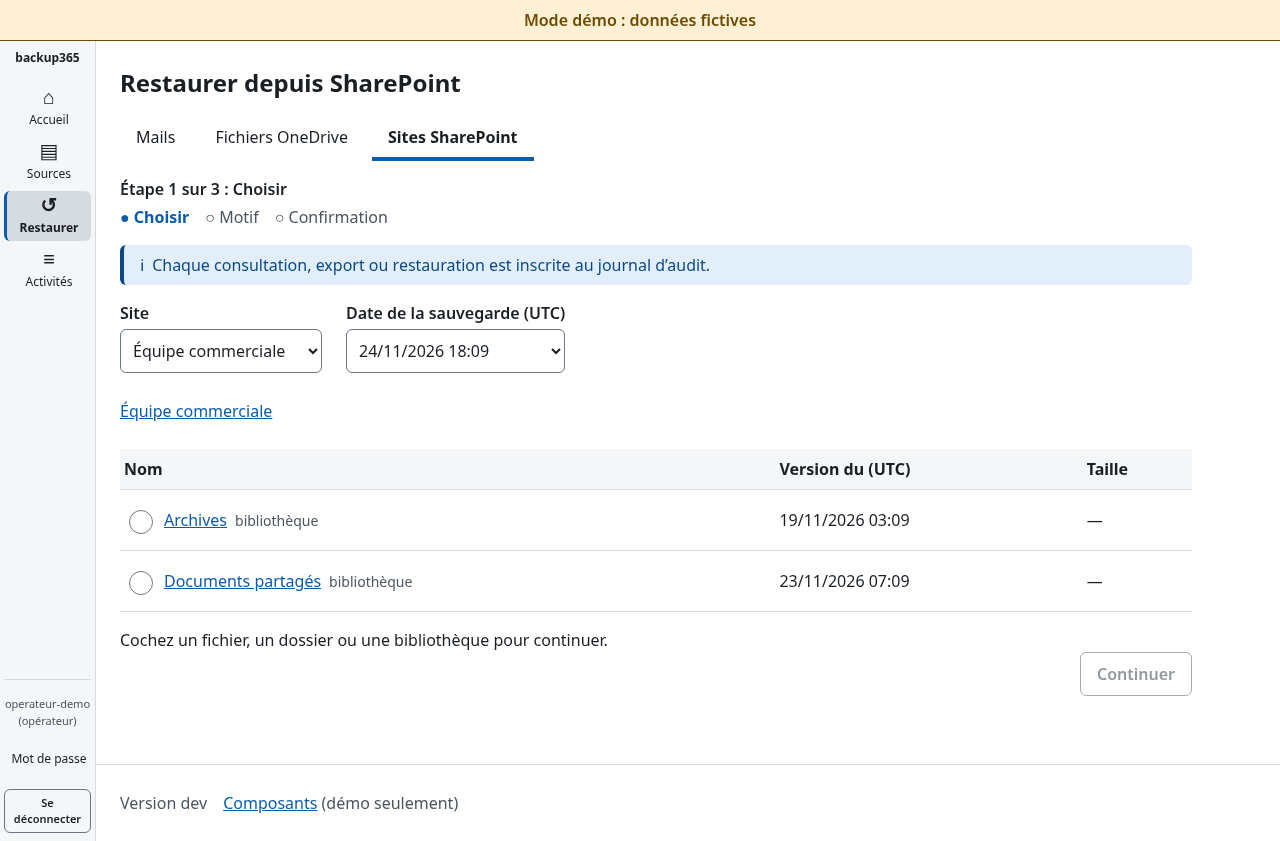 Mode démo : données fictives
backup365
Accueil
Sources
Restaurer
Activités
operateur-demo
(opérateur)
Mot de passe
Se
déconnecter
Restaurer depuis SharePoint
Mails Fichiers OneDrive Sites SharePoint
Étape 1 sur 3 : Choisir
● Choisir ○ Motif ○ Confirmation
i Chaque consultation, export ou restauration est inscrite au journal d’audit.
Site Date de la sauvegarde (UTC)
Équipe commerciale 24/11/2026 18:09
Équipe commerciale
Nom Version du (UTC) Taille
Archives bibliothèque 19/11/2026 03:09 —
Documents partagés bibliothèque 23/11/2026 07:09 —
Cochez un fichier, un dossier ou une bibliothèque pour continuer.
Continuer
Version dev Composants (démo seulement)